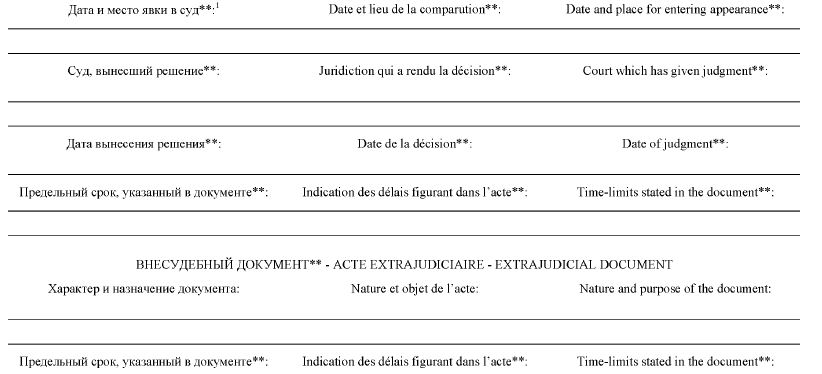 Дата и место явки в суд**:¹ Date et lieu de la comparution**: Date and place for entering appearance**:
Суд, вынесший решение**: Juridiction qui a rendu la décision**: Court which has given judgment**:
Дата вынесения решения**: Date de la décision**: Date of judgment**:
Предельный срок, указанный в документе**: Indication des délais figurant dans l’acte**: Time-limits stated in the document**:
ВНЕСУДЕБНЫЙ ДОКУМЕНТ** - ACTE EXTRAJUDICIAIRE - EXTRAJUDICIAL DOCUMENT
Характер и назначение документа: Nature et objet de l’acte: Nature and purpose of the document:
Предельный срок, указанный в документе**: Indication des délais figurant dans l’acte**: Time-limits stated in the document**: